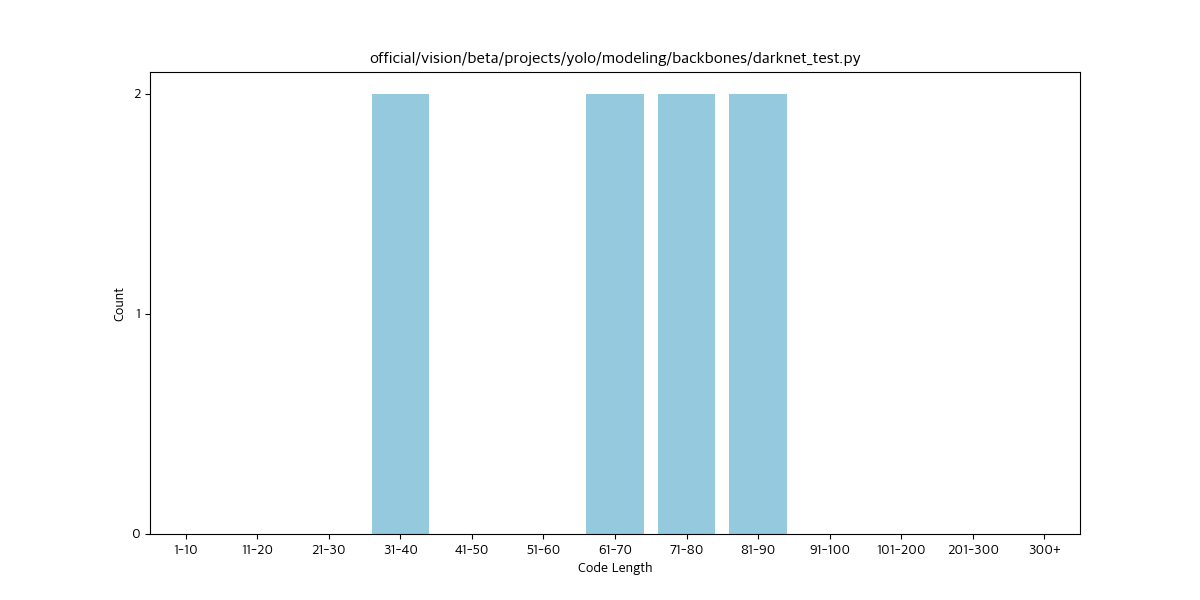 official/vision/beta/projects/yolo/modeling/backbones/darknet_test.py
2
1
0
Count
1-10 11-20 21-30 31-40 41-50 51-60 61-70 71-80 81-90 91-100 101-200 201-300 300+
Code Length